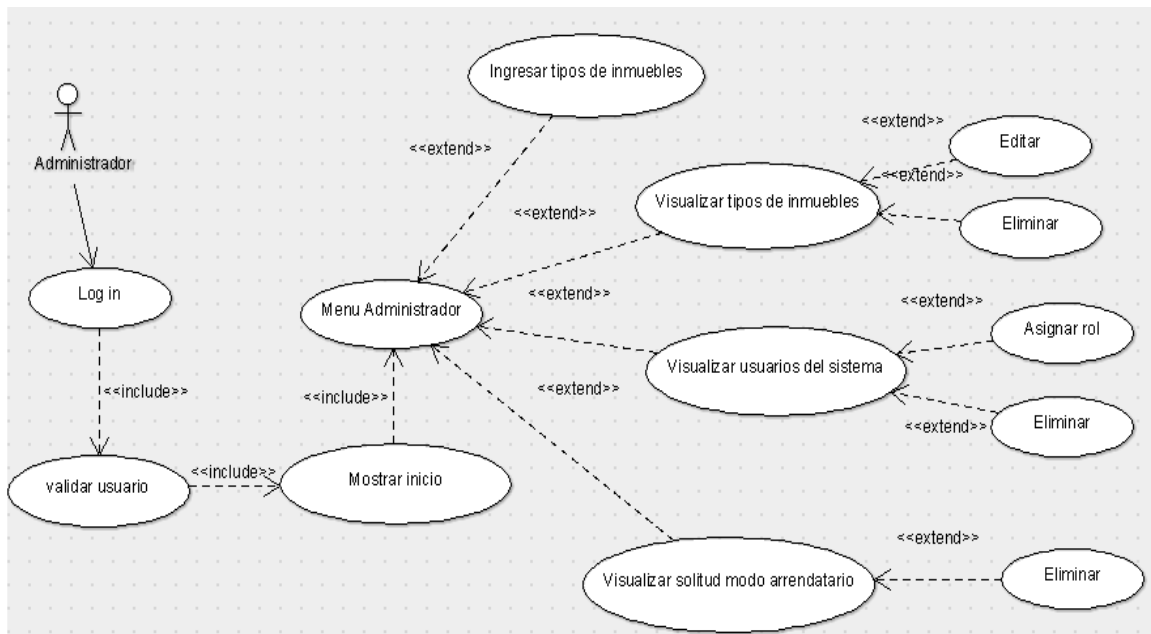 Ingresar tipos de inmuebles
<<extend>>
Editar
<<extend>>
Administrador
<<extend>>
Visualizar tipos de inmuebles
<<extend>>
Eliminar
Log in
<<extend>>
Menu Administrador
<<extend>>
Asignar rol
Visualizar usuarios del sistema
<<include>>
<<include>>
<<extend>>
<<extend>>
Eliminar
<<include>>
Mostrar inicio
validar usuario
<<extend>>
Visualizar solitud modo arrendatario
Eliminar